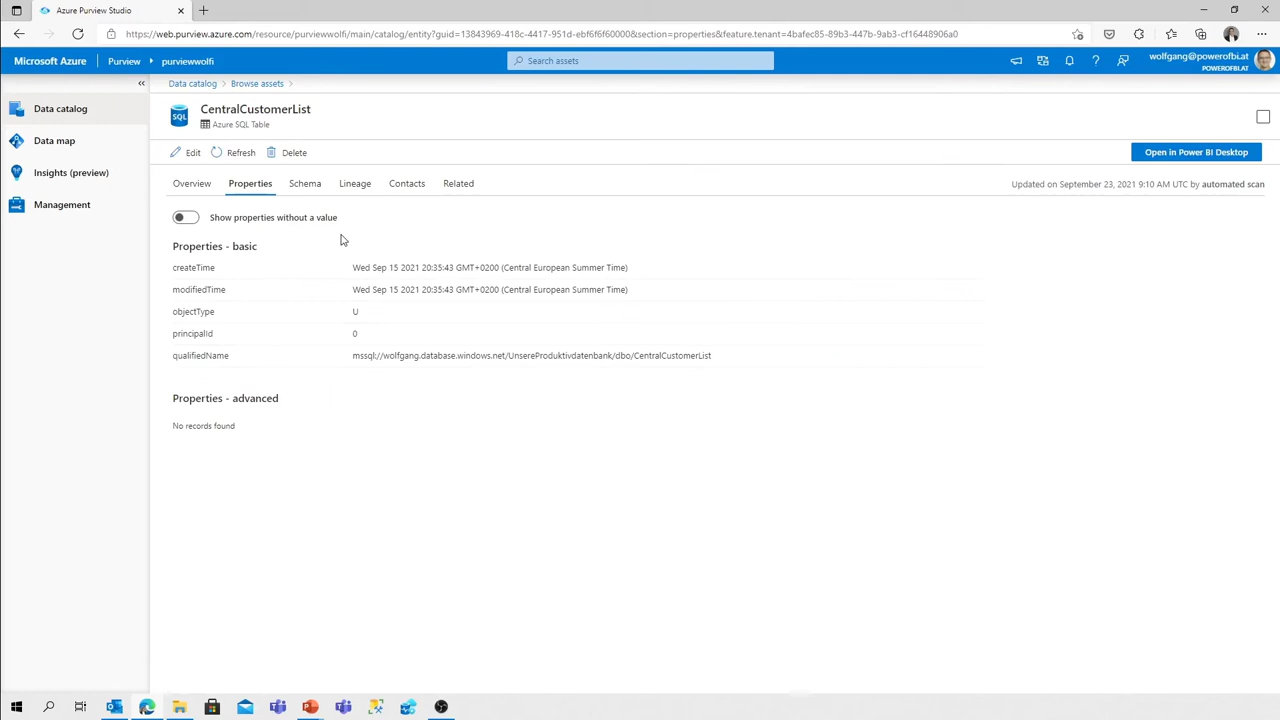 Azure Purview Studio
https://web.purview.azure.com/resource/purviewwolfi/main/catalog/entity?guid=13843969-418c-4417-951d-ebf6f6f60000&section=properties&feature.tenant=4bafec85-89b3-447b-9ab3-cf16448906a0
Microsoft Azure
Purview
purviewwolfi
Search assets
wolfgang@powerofbi.at
POWEROFBI.AT
Data catalog
Data map
Insights (preview)
Management
Data catalog
Browse assets
SQL
CentralCustomerList
Azure SQL Table
Edit
Refresh
Delete
Open in Power BI Desktop
Overview
Properties
Schema
Lineage
Contacts
Related
Updated on September 23, 2021 9:10 AM UTC by automated scan
Show properties without a value
Properties - basic
createTime Wed Sep 15 2021 20:35:43 GMT+0200 (Central European Summer Time)
modifiedTime Wed Sep 15 2021 20:35:43 GMT+0200 (Central European Summer Time)
objectType U
principalId 0
qualifiedName mssql://wolfgang.database.windows.net/UnsereProduktivdatenbank/dbo/CentralCustomerList
Properties - advanced
No records found